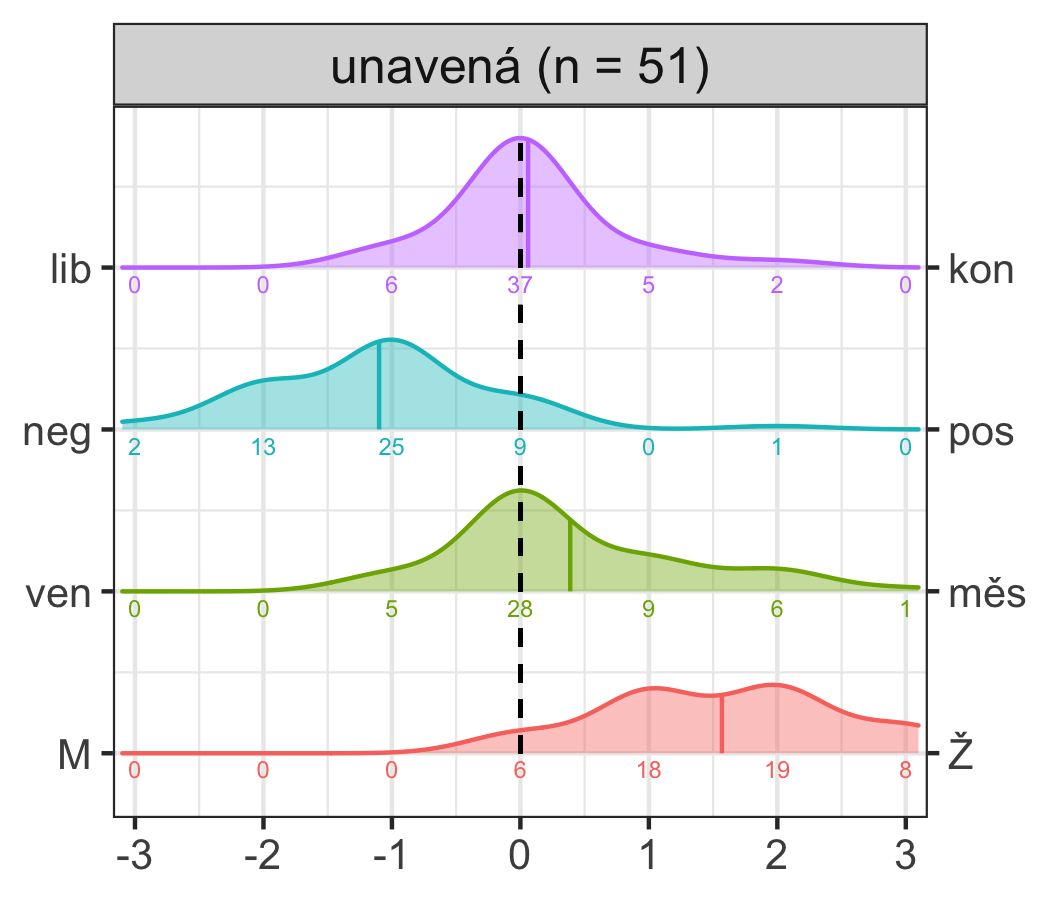 unavená (n = 51)
lib kon
0 0 6 37 5 2 0
neg pos
2 13 25 9 0 1 0
ven měs
0 0 5 28 9 6 1
M Ž
0 0 0 6 18 19 8
-3 -2 -1 0 1 2 3